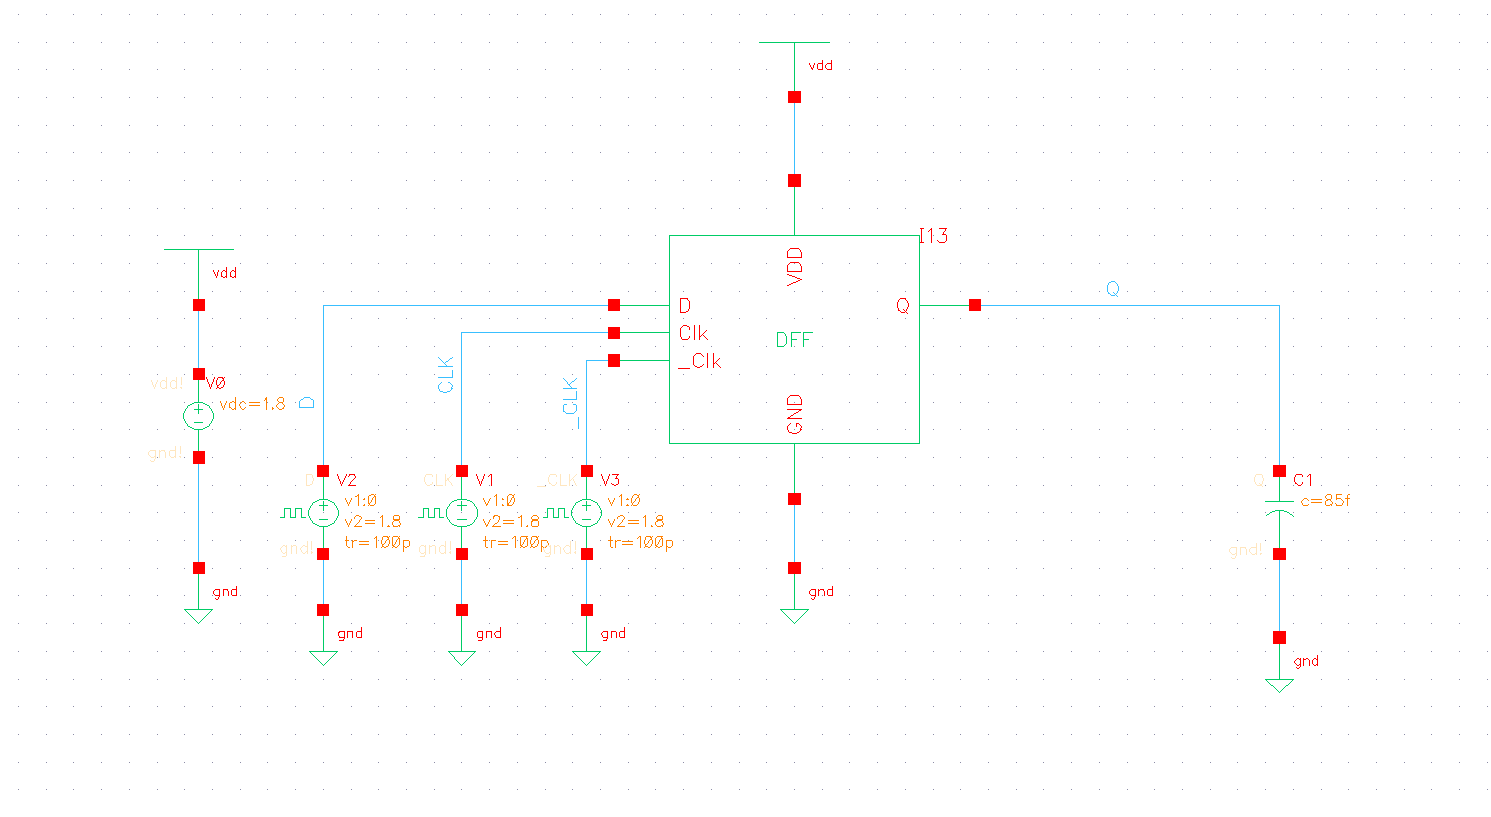 vdd
I13
VDD
vdd
D
Q
Q
Clk
DFF
_Clk
CLK
_CLK
GND
vdd!
V0
vdc=1.8
D
gnd!
D
V2
v1:0
v2=1.8
tr=100p
gnd!
CLK
V1
v1:0
v2=1.8
tr=100p
gnd!
_CLK
V3
v1:0
v2=1.8
tr=100p
gnd!
Q
C1
c=85f
gnd!
gnd
gnd
gnd
gnd
gnd
gnd